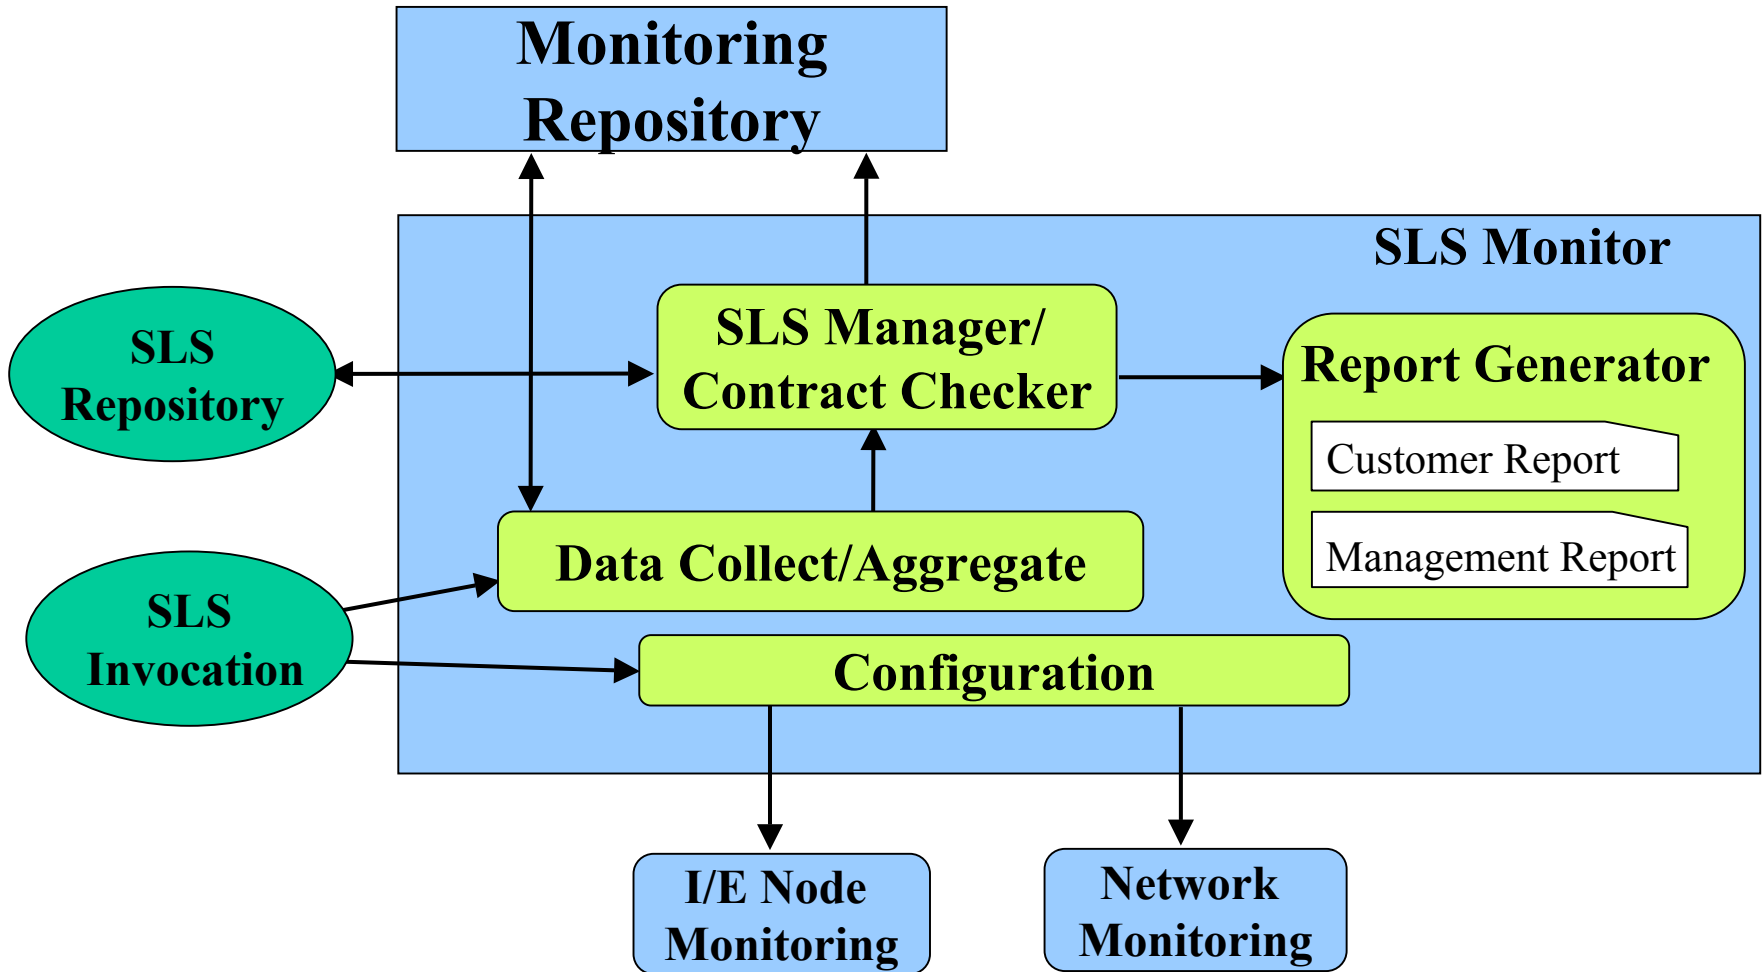 Monitoring
Repository
SLS Monitor
SLS
Repository
SLS Manager/
Contract Checker
Report Generator
Customer Report
Management Report
Data Collect/Aggregate
SLS
Invocation
Configuration
I/E Node
Monitoring
Network
Monitoring